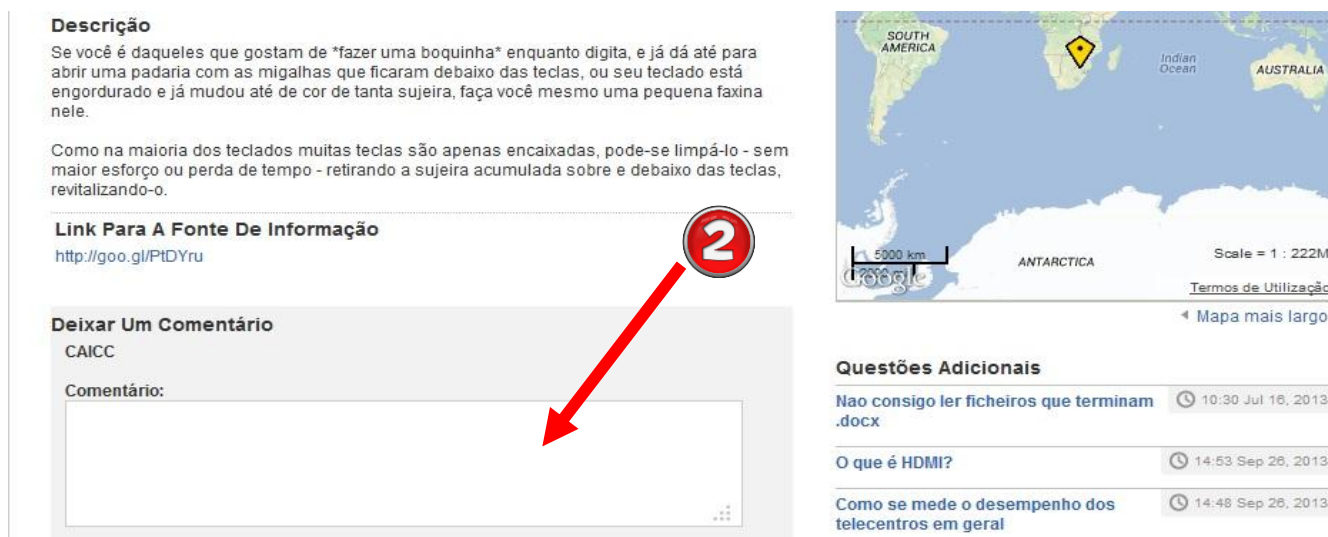 Descrição
Se você é daqueles que gostam de *fazer uma boquinha* enquanto digita, e já dá até para
abrir uma padaria com as migalhas que ficaram debaixo das teclas, ou seu teclado está
engordurado e já mudou até de cor de tanta sujeira, faça você mesmo uma pequena faxina
nele.
Como na maioria dos teclados muitas teclas são apenas encaixadas, pode-se limpá-lo - sem
maior esforço ou perda de tempo - retirando a sujeira acumulada sobre e debaixo das teclas,
revitalizando-o.
Link Para A Fonte De Informação
http://goo.gl/PtDYru
2
Deixar Um Comentário
CAICC
Comentário:
SOUTH
AMERICA
Indian
Ocean
AUSTRALIA
5000 km
ANTARCTICA
Scale = 1 : 222M
Google
Termos de Utilização
Mapa mais largo
Questões Adicionais
Nao consigo ler ficheiros que terminam 10:30 Jul 16, 2013
.docx
O que é HDMI? 14:53 Sep 26, 2013
Como se mede o desempenho dos 14:48 Sep 26, 2013
telecentros em geral